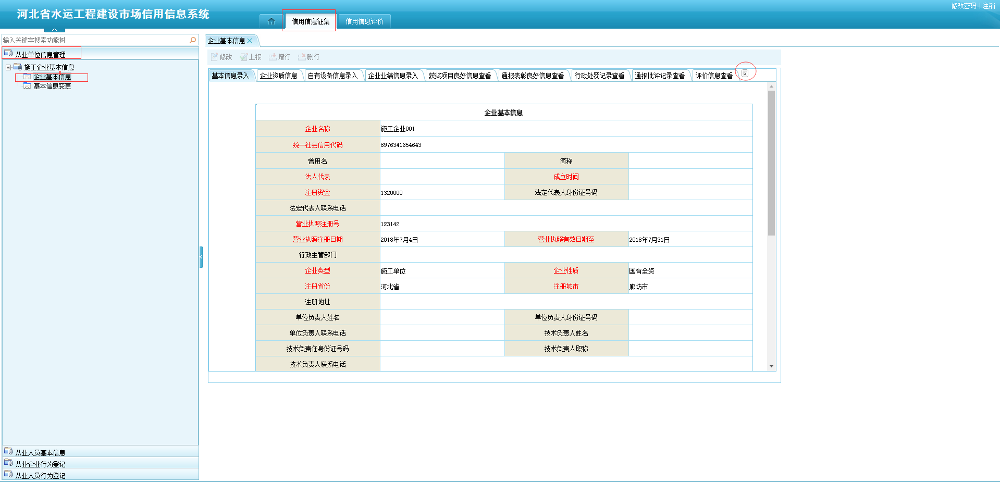 修改密码 | 注销
河北省水运工程建设市场信用信息系统
信用信息征集 信用信息评价
输入关键字搜索功能树
从业单位信息管理
施工企业基本信息
企业基本信息
基本信息变更
从业人员基本信息
从业企业行为登记
从业人员行为登记
企业基本信息
修改 上报 增行 删行
基本信息录入 企业资质信息 自有设备信息录入 企业业绩信息录入 获奖项目良好信息查看 通报表彰良好信息查看 行政处罚记录查看 通报批评记录查看 评价信息查看
企业基本信息
企业名称 施工企业001
统一社会信用代码 8976341654643
曾用名 简称
法人代表 成立时间
注册资金 1320000 法定代表人身份证号码
法定代表人联系电话
营业执照注册号 123142
营业执照注册日期 2018年7月4日 营业执照有效日期至 2018年7月31日
行政主管部门
企业类型 施工单位 企业性质 国有全资
注册省份 河北省 注册城市 廊坊市
注册地址
单位负责人姓名 单位负责人身份证号码
单位负责人联系电话 技术负责人姓名
技术负责任身份证号码 技术负责人职称
技术负责人联系电话